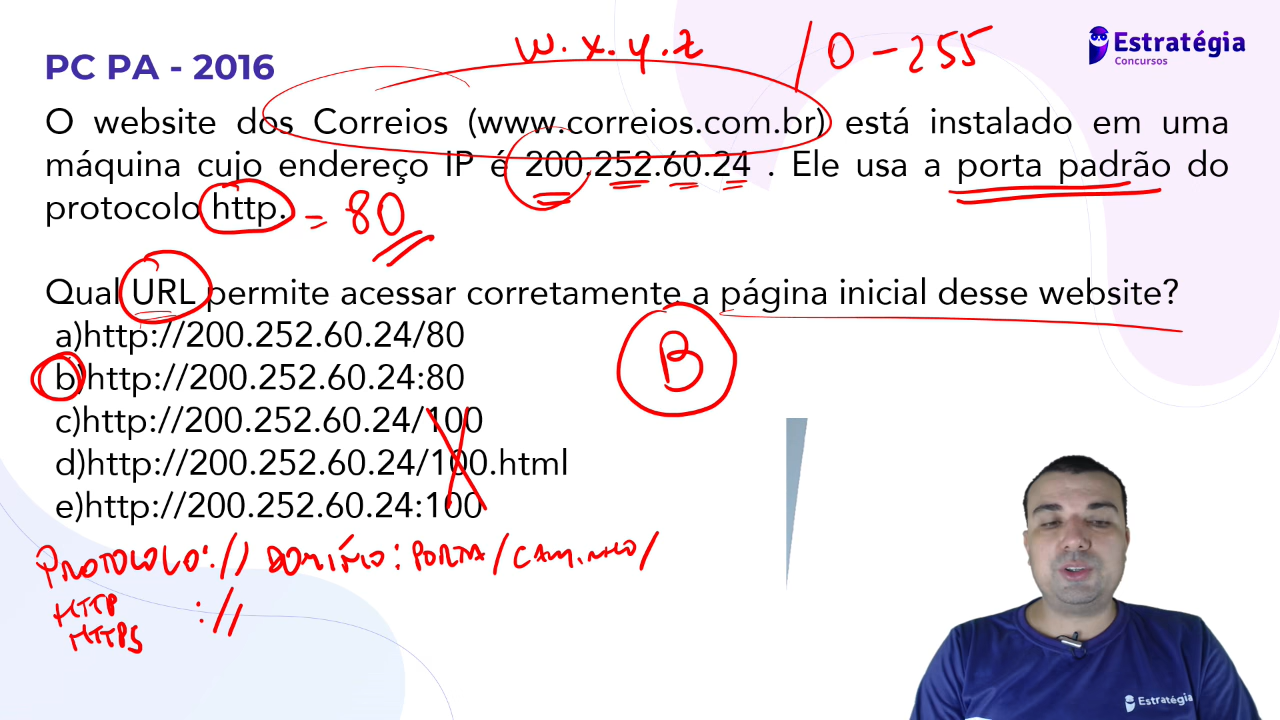 w.x.y.z / 0-255
Estratégia
Concursos
PC PA - 2016
O website dos Correios (www.correios.com.br) está instalado em uma
máquina cujo endereço IP é 200.252.60.24 . Ele usa a porta padrão do
protocolo http. = 80
Qual URL permite acessar corretamente a página inicial desse website?
a)http://200.252.60.24/80
b)http://200.252.60.24:80
B
c)http://200.252.60.24/100
d)http://200.252.60.24/100.html
e)http://200.252.60.24:100
PROTOCOLO:// DOMÍNIO:PORTA/CAMINHO/
HTTP ://
HTTPS
Estratégia